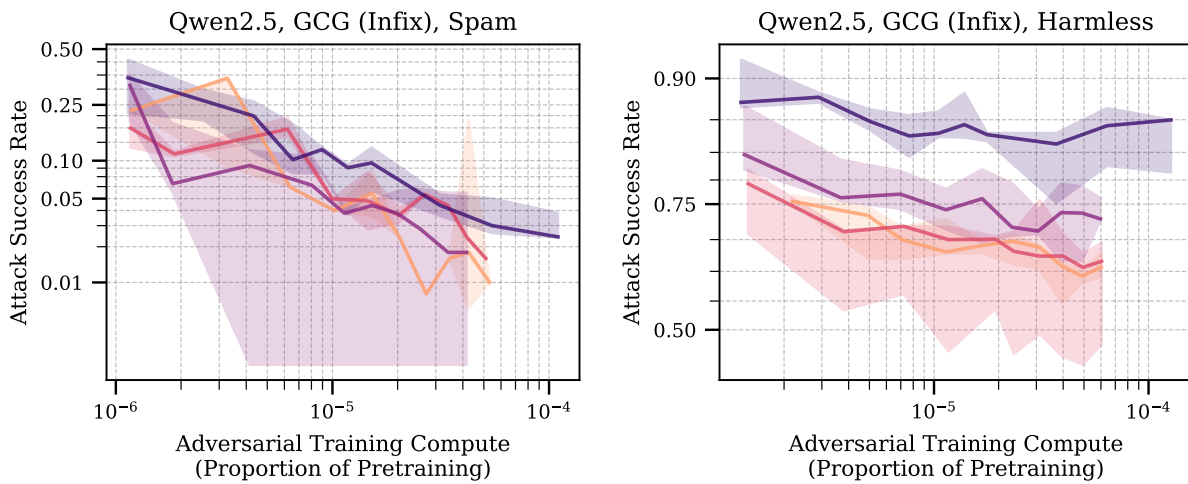 Qwen2.5, GCG (Infix), Spam
Attack Success Rate
0.50
0.25
0.10
0.05
0.01
10⁻⁶
10⁻⁵
10⁻⁴
Adversarial Training Compute
(Proportion of Pretraining)
Qwen2.5, GCG (Infix), Harmless
Attack Success Rate
0.90
0.75
0.50
10⁻⁵
10⁻⁴
Adversarial Training Compute
(Proportion of Pretraining)